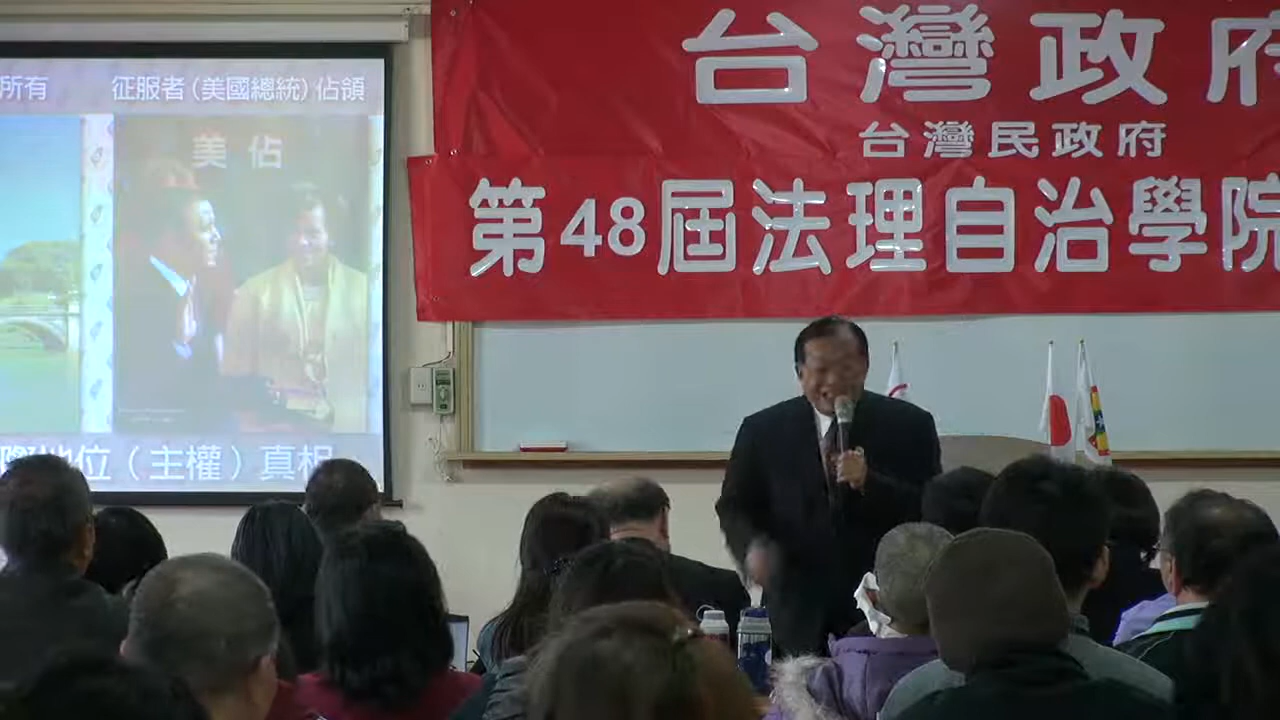 所有 征服者(美國總統)佔領
美 佔
地位(主權)真相
台灣政府
台灣民政府
第48屆法理自治學院